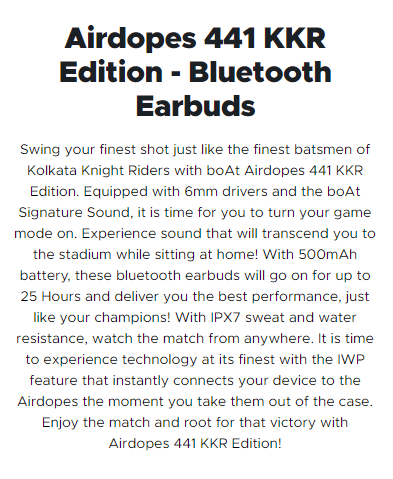 Airdopes 441 KKR
Edition - Bluetooth
Earbuds
Swing your finest shot just like the finest batsmen of
Kolkata Knight Riders with boAt Airdopes 441 KKR
Edition. Equipped with 6mm drivers and the boAt
Signature Sound, it is time for you to turn your game
mode on. Experience sound that will transcend you to
the stadium while sitting at home! With 500mAh
battery, these bluetooth earbuds will go on for up to
25 Hours and deliver you the best performance, just
like your champions! With IPX7 sweat and water
resistance, watch the match from anywhere. It is time
to experience technology at its finest with the IWP
feature that instantly connects your device to the
Airdopes the moment you take them out of the case.
Enjoy the match and root for that victory with
Airdopes 441 KKR Edition!